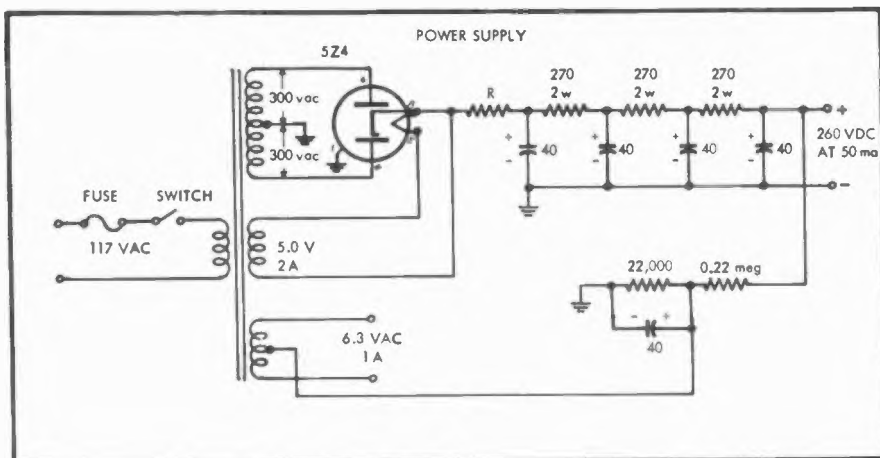 POWER SUPPLY
5Z4
300 vac
300 vac
R
270
2 w
270
2 w
270
2 w
+
260 VDC
AT 50 ma
-
+
-
40
+
-
40
+
-
40
+
-
40
FUSE
SWITCH
117 VAC
5.0 V
2 A
6.3 VAC
1 A
22,000
0.22 meg
- +
40